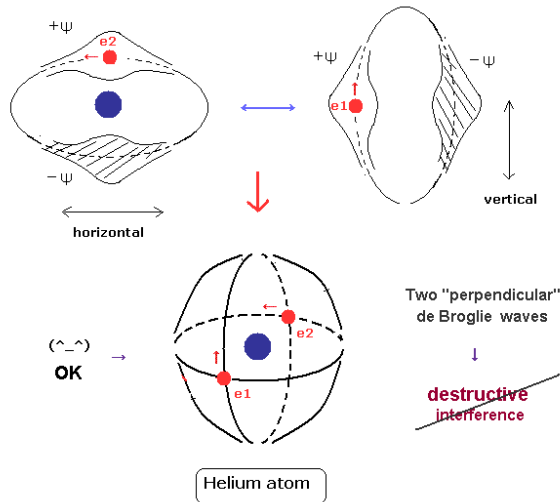 +ψ
e2
-ψ
horizontal
+ψ
e1
-ψ
vertical
(^_^)
OK
e2
e1
Two "perpendicular"
de Broglie waves
destructive
interference
Helium atom